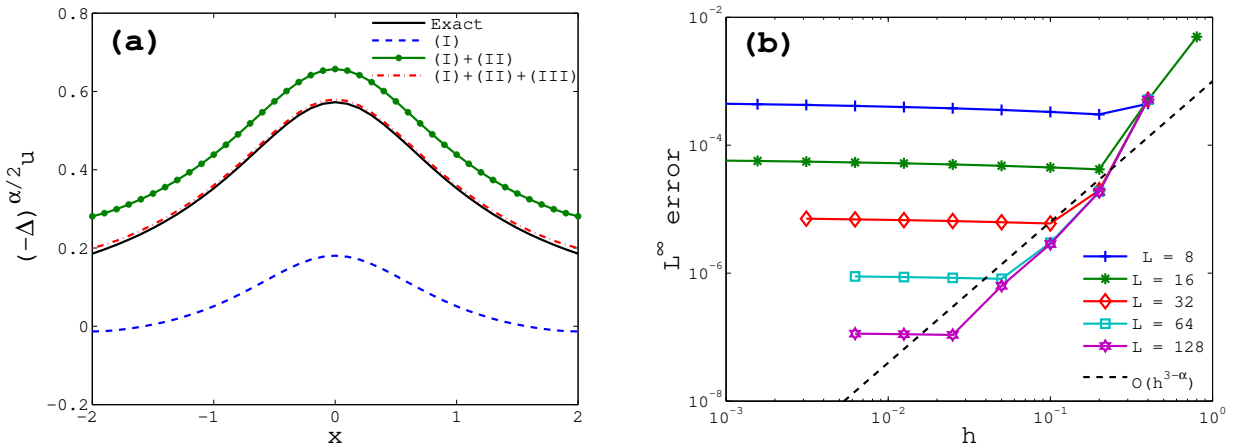 (a)
Exact
(I)
(I)+(II)
(I)+(II)+(III)
0.8
0.6
0.4
0.2
0
−0.2
−2
−1
0
1
2
x
(−Δ)^α/2 u
(b)
L = 8
L = 16
L = 32
L = 64
L = 128
O(h^3−α)
10^−2
10^−4
10^−6
10^−8
10^−3
10^−2
10^−1
10^0
h
L^∞ error